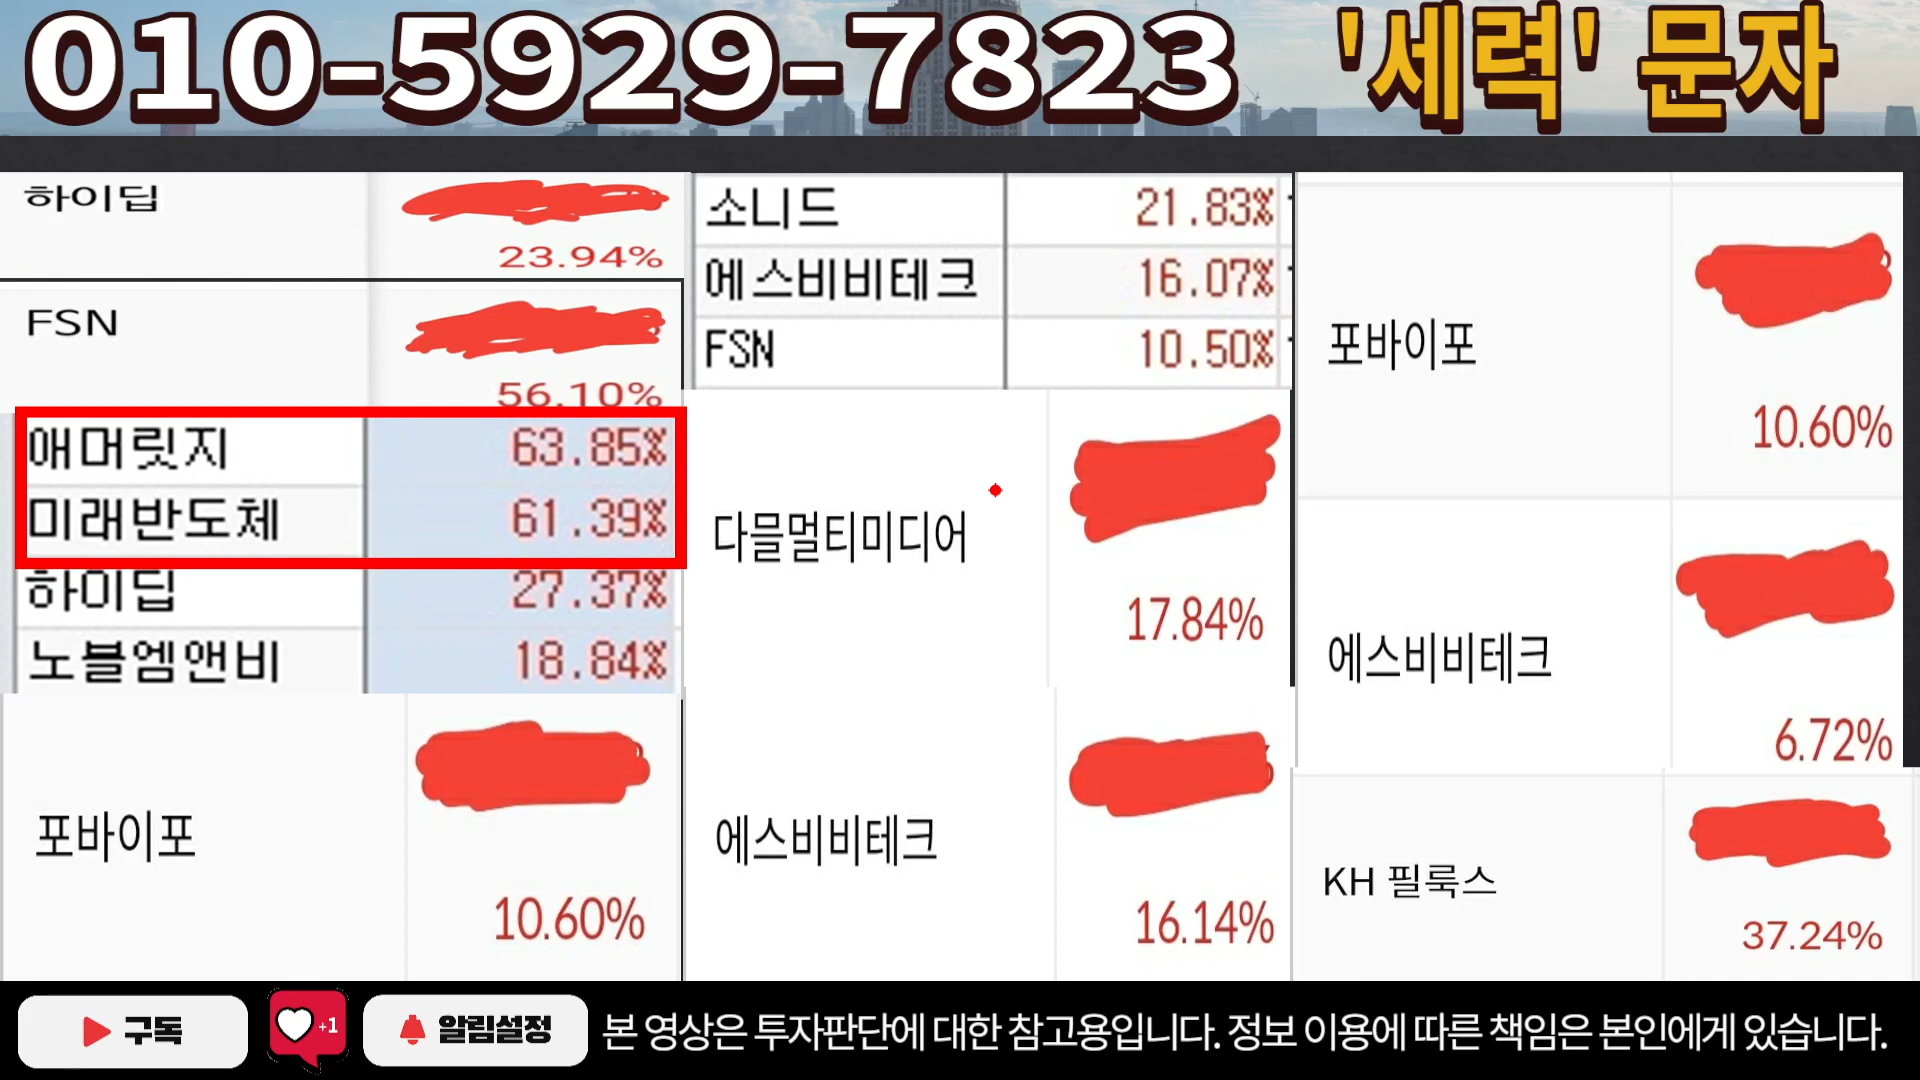 010-5929-7823 '세력' 문자
하이딥
23.94%
FSN
56.10%
애머릿지 63.85%
미래반도체 61.39%
하이딥 27.37%
노블엠앤비 18.84%
포바이포
10.60%
소니드 21.83%
에스비비테크 16.07%
FSN 10.50%
다믈멀티미디어
17.84%
에스비비테크
16.14%
포바이포
10.60%
에스비비테크
6.72%
KH 필룩스
37.24%
구독 +1 알림설정 본 영상은 투자판단에 대한 참고용입니다. 정보 이용에 따른 책임은 본인에게 있습니다.